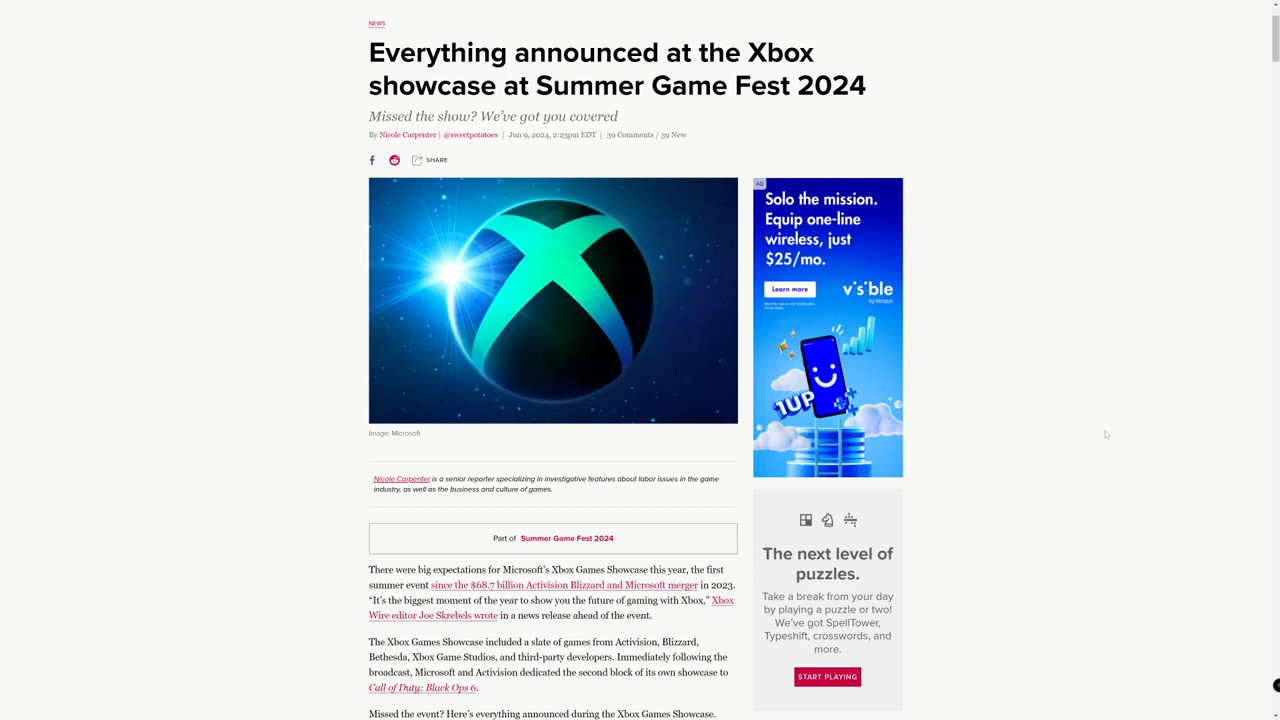 NEWS
Everything announced at the Xbox
showcase at Summer Game Fest 2024
Missed the show? We’ve got you covered
By Nicole Carpenter | @sweetpotatoes | Jun 9, 2024, 2:23pm EDT | 39 Comments / 39 New
SHARE
Image: Microsoft
Nicole Carpenter is a senior reporter specializing in investigative features about labor issues in the game
industry, as well as the business and culture of games.
Part of Summer Game Fest 2024
There were big expectations for Microsoft’s Xbox Games Showcase this year, the first
summer event since the $68.7 billion Activision Blizzard and Microsoft merger in 2023.
“It’s the biggest moment of the year to show you the future of gaming with Xbox,” Xbox
Wire editor Joe Skrebels wrote in a news release ahead of the event.
The Xbox Games Showcase included a slate of games from Activision, Blizzard,
Bethesda, Xbox Game Studios, and third-party developers. Immediately following the
broadcast, Microsoft and Activision dedicated the second block of its own showcase to
Call of Duty: Black Ops 6.
Missed the event? Here’s everything announced during the Xbox Games Showcase.
AD
Solo the mission.
Equip one-line
wireless, just
$25/mo.
Learn more
visible
by Verizon
1UP
The next level of
puzzles.
Take a break from your day
by playing a puzzle or two!
We’ve got SpellTower,
Typeshift, crosswords, and
more.
START PLAYING